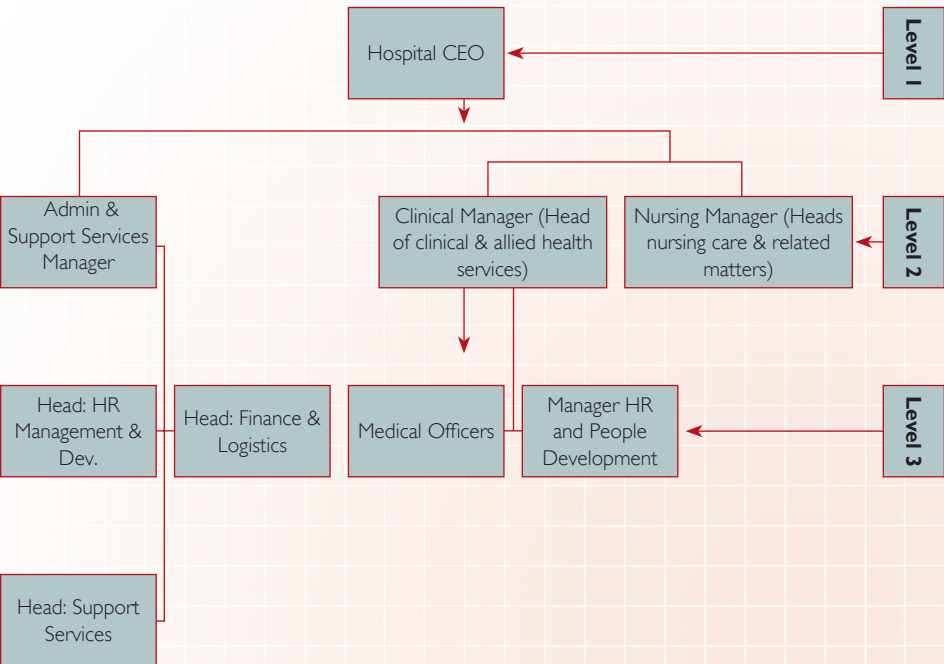 Hospital CEO
Level 1
Admin &
Support Services
Manager
Clinical Manager (Head
of clinical & allied health
services)
Nursing Manager (Heads
nursing care & related
matters)
Level 2
Head: HR
Management &
Dev.
Head: Finance &
Logistics
Medical Officers
Manager HR
and People
Development
Level 3
Head: Support
Services